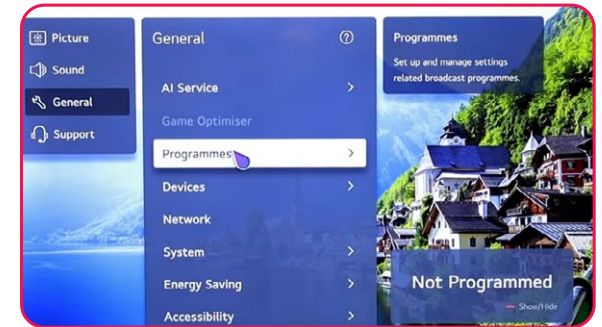 Picture
Sound
General
Support
General
?
AI Service
Game Optimiser
Programmes
Devices
Network
System
Energy Saving
Accessibility
Programmes
Set up and manage settings
related broadcast programmes.
Not Programmed
Show/Hide